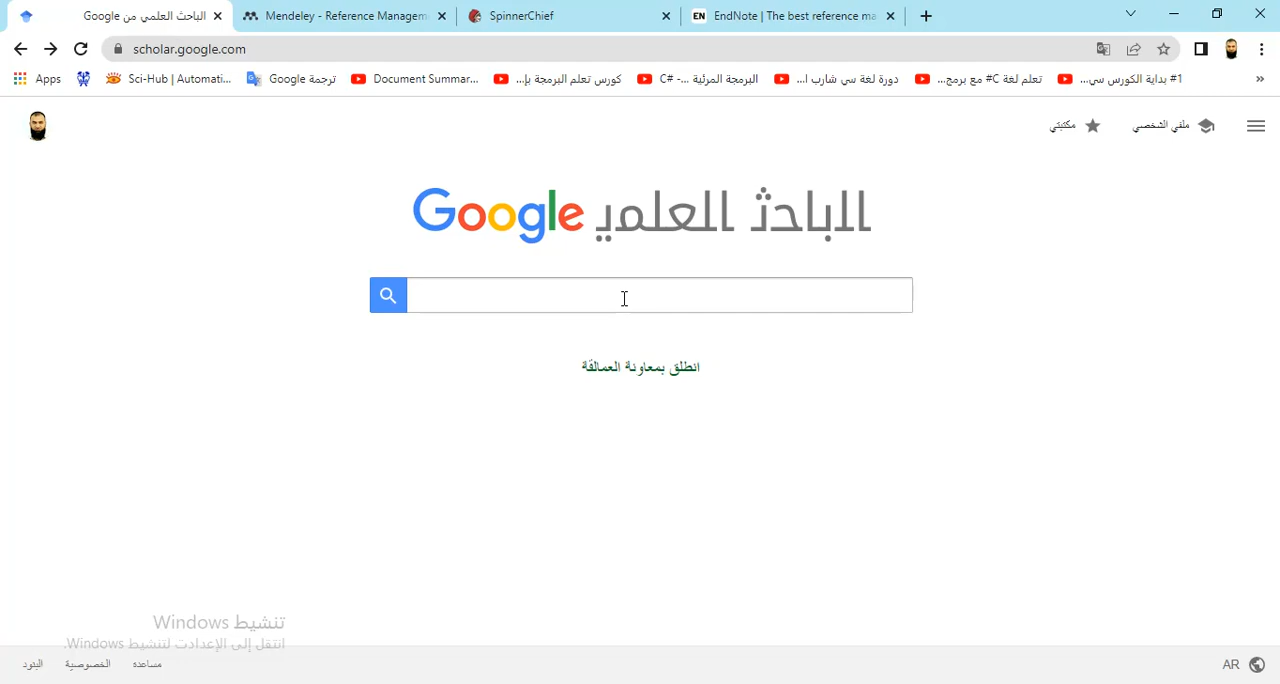 الباحث العلمي من Google
Mendeley - Reference Managem
SpinnerChief
EN EndNote | The best reference ma
scholar.google.com
Apps
Sci-Hub | Automati...
ترجمة Google
Document Summar...
كورس تعلم البرمجة بإ...
البرمجة المرئية -... C#
دورة لغة سي شارب ا...
تعلم لغة C# مع برمج...
#1 بداية الكورس سي...
»
ملفي الشخصي
مكتبتي
الباحث العلمي Google
انطلق بمعاونة العمالقة
تنشيط Windows
انتقل إلى الإعدادت لتنشيط Windows.
مساعدة
الخصوصية
البنود
AR